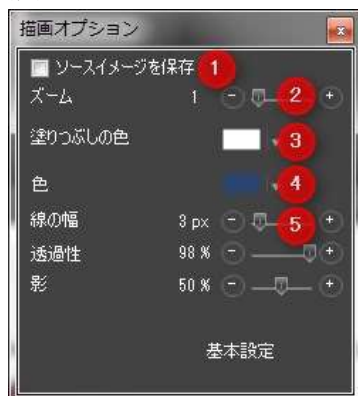 描画オプション
ソースイメージを保存 1
ズーム 1 2
塗りつぶしの色 3
色 4
線の幅 3 px 5
透過性 98 %
影 50 %
基本設定